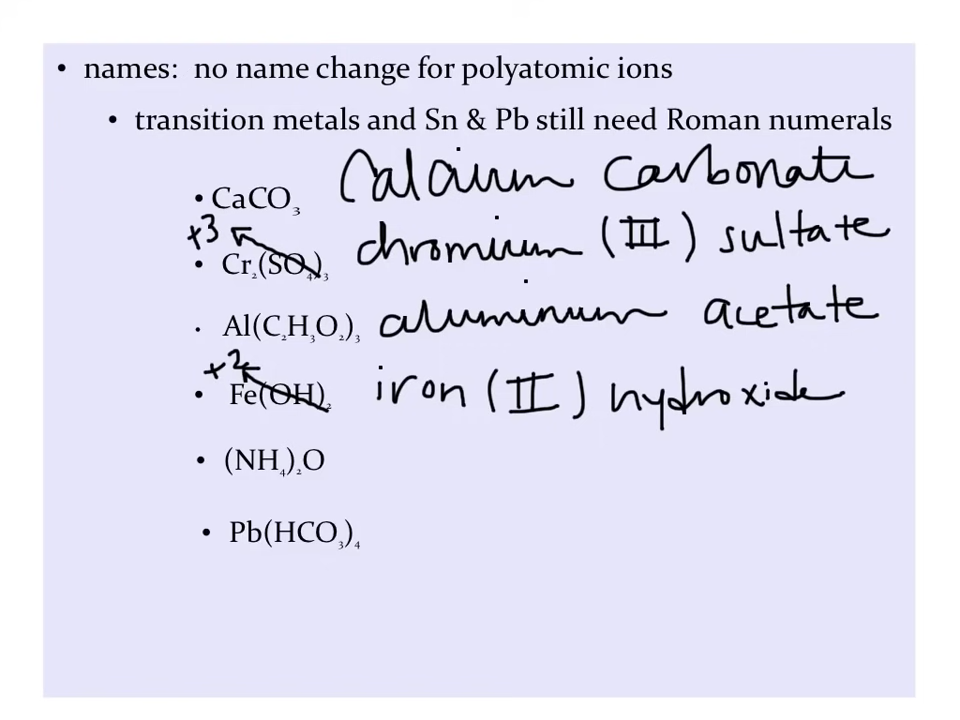 • names: no name change for polyatomic ions
• transition metals and Sn & Pb still need Roman numerals
• CaCO₃ Calcium carbonate
+3
• Cr₂(SO₄)₃ chromium (III) sultate
• Al(C₂H₃O₂)₃ aluminum acetate
+2
• Fe(OH)₂ iron (II) hydroxide
• (NH₄)₂O
• Pb(HCO₃)₄